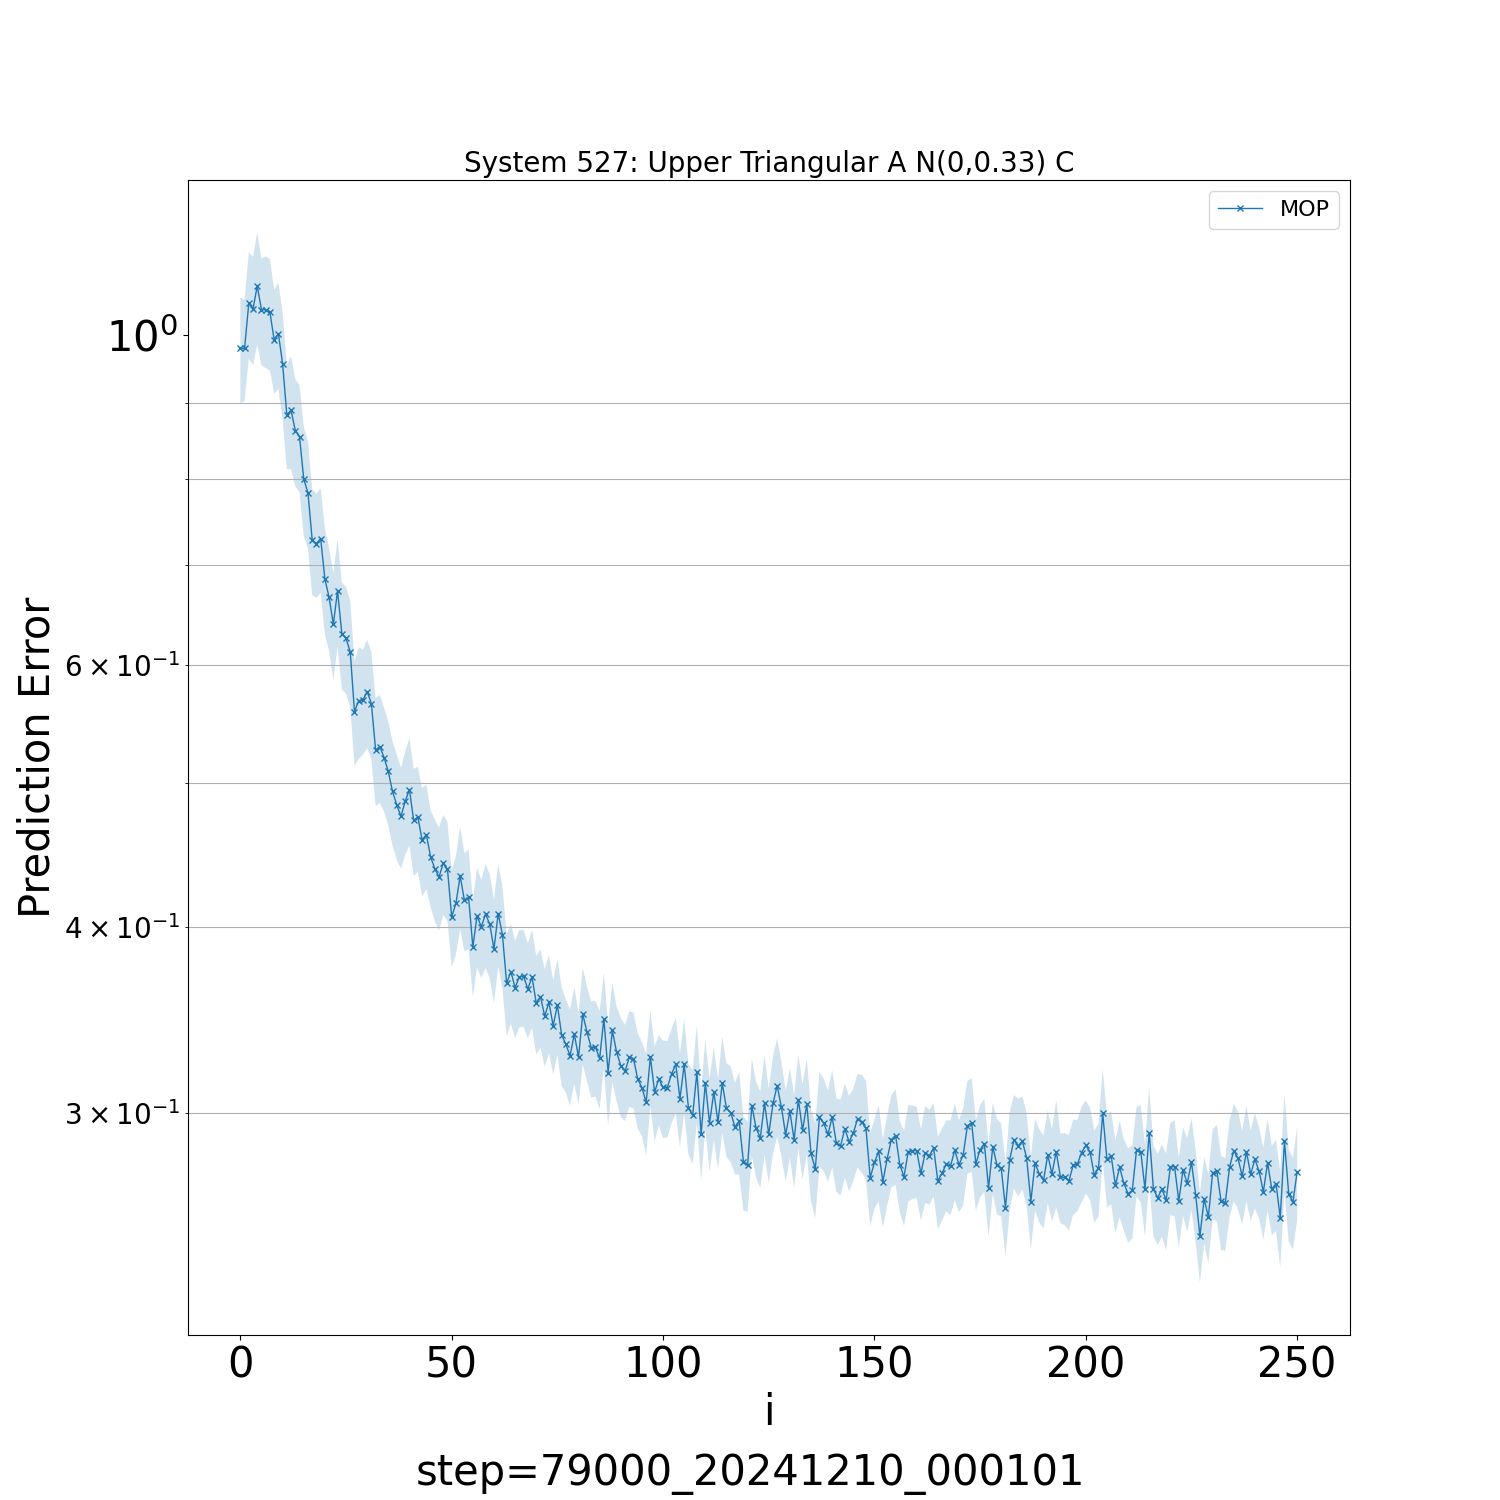 System 527: Upper Triangular A N(0,0.33) C
MOP
10⁰
6 × 10⁻¹
4 × 10⁻¹
3 × 10⁻¹
Prediction Error
0 50 100 150 200 250
i
step=79000_20241210_000101